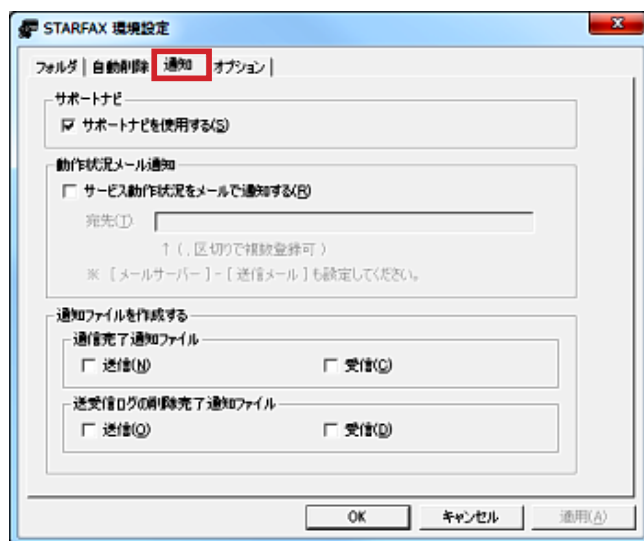 STARFAX 環境設定
フォルダ 自動削除 通知 オプション
サポートナビ
サポートナビを使用する(S)
動作状況メール通知
サービス動作状況をメールで通知する(R)
宛先(T)
↑ ( , 区切りで複数登録可 )
※ [ メールサーバー ] - [ 送信メール ] も設定してください。
通知ファイルを作成する
通信完了通知ファイル
送信(N) 受信(C)
送受信ログの削除完了通知ファイル
送信(O) 受信(D)
OK キャンセル 適用(A)